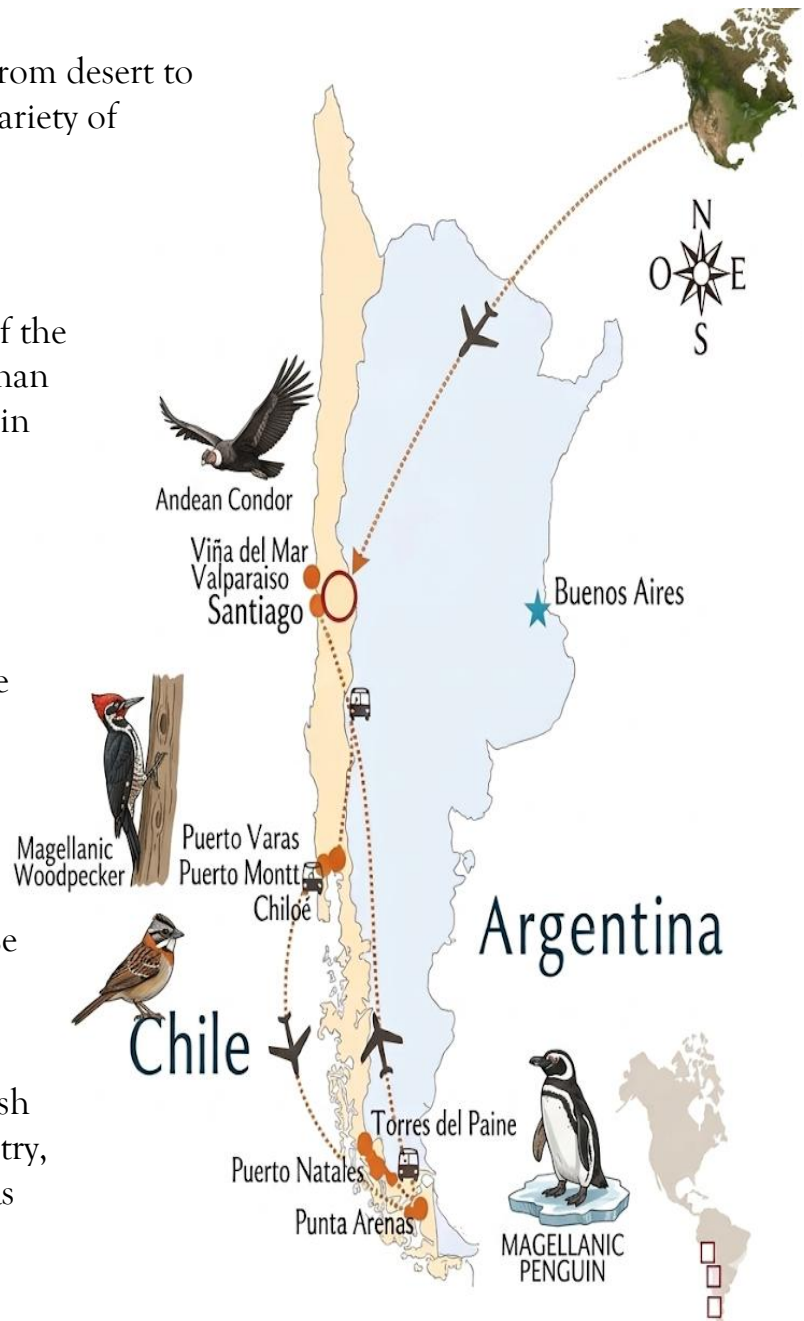 rom desert to
ariety of
N
O E
S
f the
in
Andean Condor
Viña del Mar
Valparaiso
Santiago
Buenos Aires
e
Magellanic
Woodpecker
Puerto Varas
Puerto Montt
Chiloé
Argentina
e
Chile
sh
try,
s
Torres del Paine
Puerto Natales
Punta Arenas
MAGELLANIC
PENGUIN